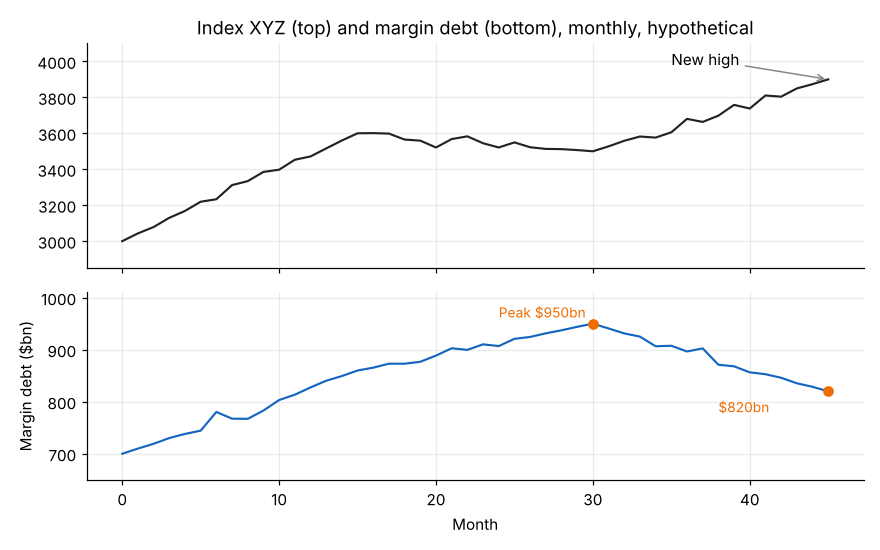 Index XYZ (top) and margin debt (bottom), monthly, hypothetical
4000
New high
3800
3600
3400
3200
3000
1000
Peak $950bn
900
800
$820bn
700
Margin debt ($bn)
0 10 20 30 40
Month